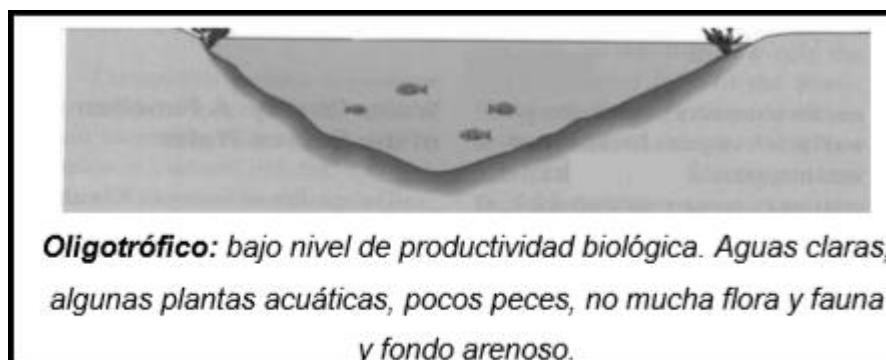 Oligotrófico: bajo nivel de productividad biológica. Aguas claras,
algunas plantas acuáticas, pocos peces, no mucha flora y fauna
y fondo arenoso.